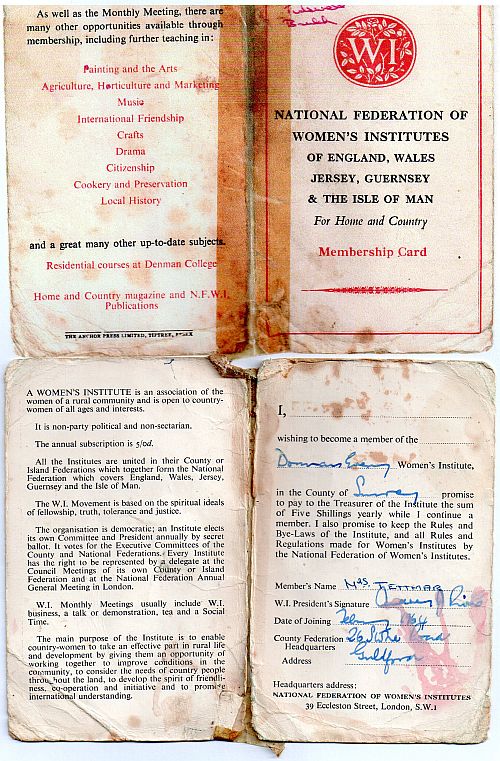 As well as the Monthly Meeting, there are
many other opportunities available through
membership, including further teaching in:
Painting and the Arts
Agriculture, Horticulture and Marketing
Music
International Friendship
Crafts
Drama
Citizenship
Cookery and Preservation
Local History
and a great many other up-to-date subjects.
Residential courses at Denman College
Home and Country magazine and N.F.W.I.
Publications
THE ANCHOR PRESS LIMITED, TIPTREE, ESSEX
WI
NATIONAL FEDERATION OF
WOMEN'S INSTITUTES
OF ENGLAND, WALES
JERSEY, GUERNSEY
& THE ISLE OF MAN
For Home and Country
Membership Card
A WOMEN'S INSTITUTE is an association of the
women of a rural community and is open to country-
women of all ages and interests.
It is non-party political and non-sectarian.
The annual subscription is 5/0d.
All the Institutes are united in their County or
Island Federations which together form the National
Federation which covers England, Wales, Jersey,
Guernsey and the Isle of Man.
The W.I. Movement is based on the spiritual ideals
of fellowship, truth, tolerance and justice.
The organisation is democratic; an Institute elects
its own Committee and President annually by secret
ballot. It votes for the Executive Committees of the
County and National Federations. Every Institute
has the right to be represented by a delegate at the
Council Meetings of its own County or Island
Federation and at the National Federation Annual
General Meeting in London.
W.I. Monthly Meetings usually include W.I.
business, a talk or demonstration, tea and a Social
Time.
The main purpose of the Institute is to enable
country-women to take an effective part in rural life
and development by giving them an opportunity of
working together to improve conditions in the
community, to consider the needs of country people
throughout the land, to develop the spirit of friendli-
ness, co-operation and initiative and to promote
international understanding.
I,
wishing to become a member of the
Dormansland Women's Institute,
in the County of Surrey promise
to pay to the Treasurer of the Institute the sum
of Five Shillings yearly while I continue a
member. I also promise to keep the Rules and
Bye-Laws of the Institute, and all Rules and
Regulations made for Women's Institutes by
the National Federation of Women's Institutes.
Member's Name Mrs. JETTMAR
W.I. President's Signature
Date of Joining 1964
County Federation
Headquarters
Address Guildford
Headquarters address:
NATIONAL FEDERATION OF WOMEN'S INSTITUTES
39 Eccleston Street, London, S.W.1